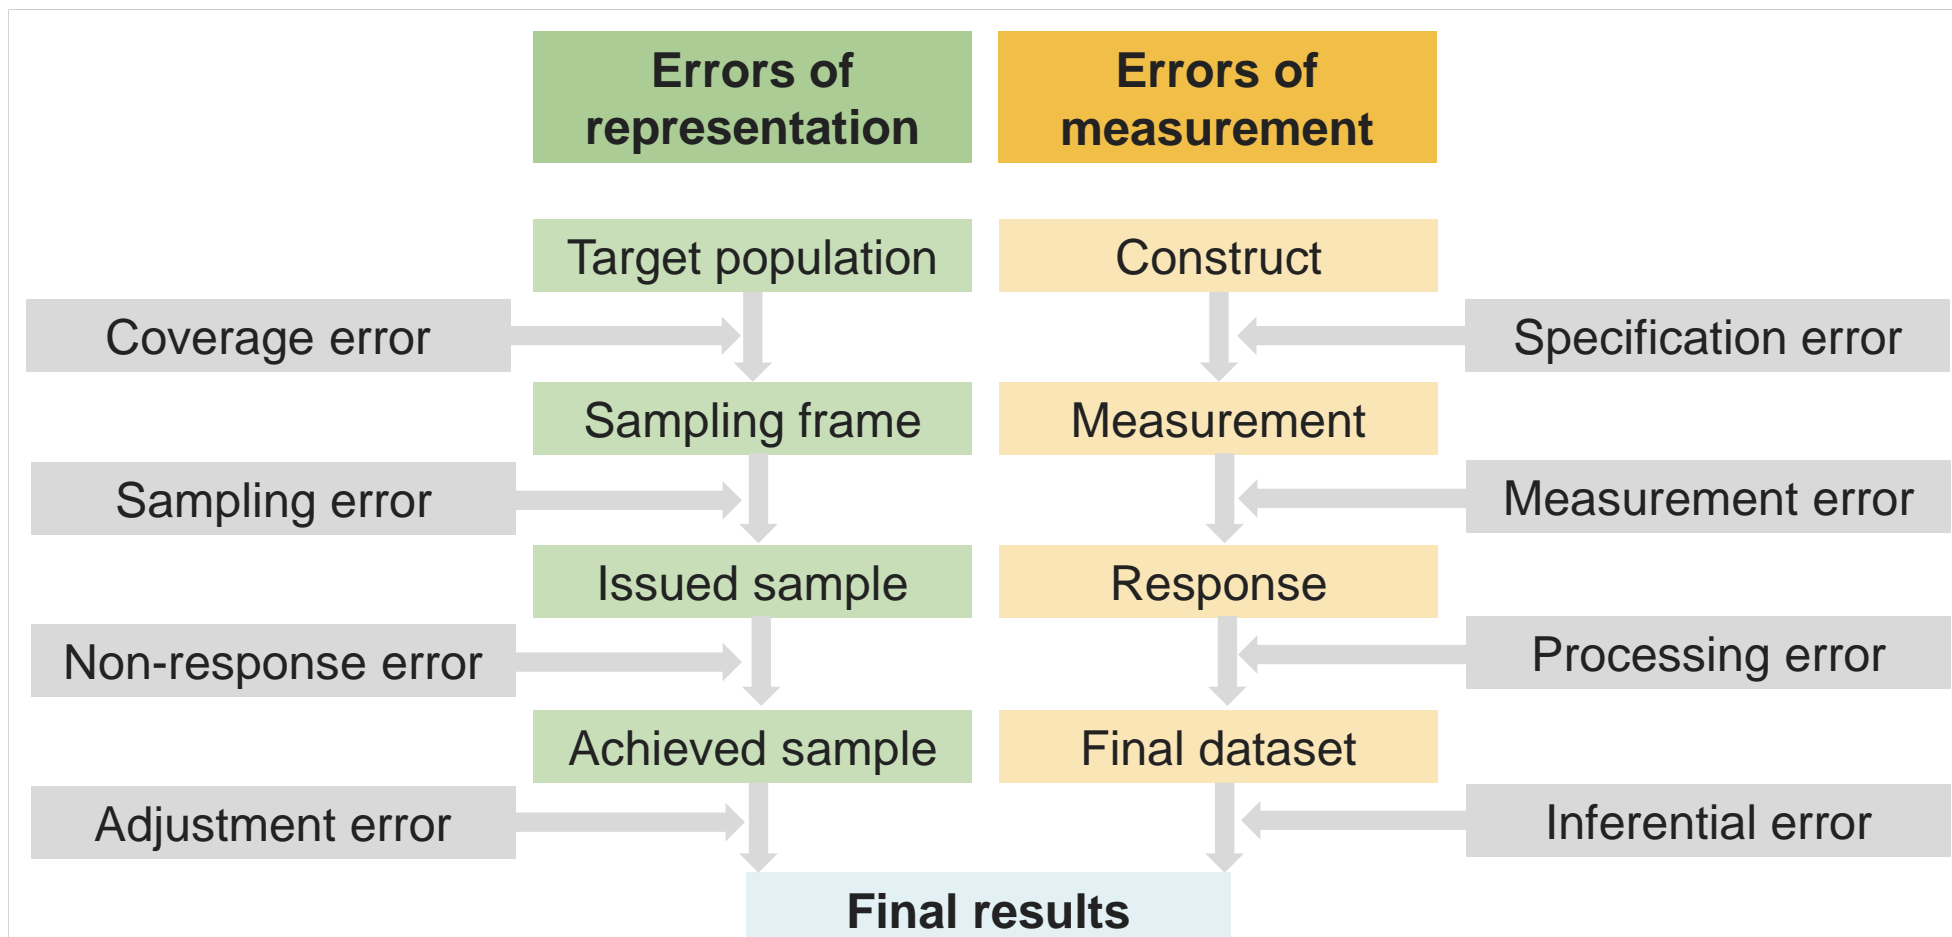 Errors of
representation
Errors of
measurement
Target population
Construct
Coverage error
Specification error
Sampling frame
Measurement
Sampling error
Measurement error
Issued sample
Response
Non-response error
Processing error
Achieved sample
Final dataset
Adjustment error
Inferential error
Final results